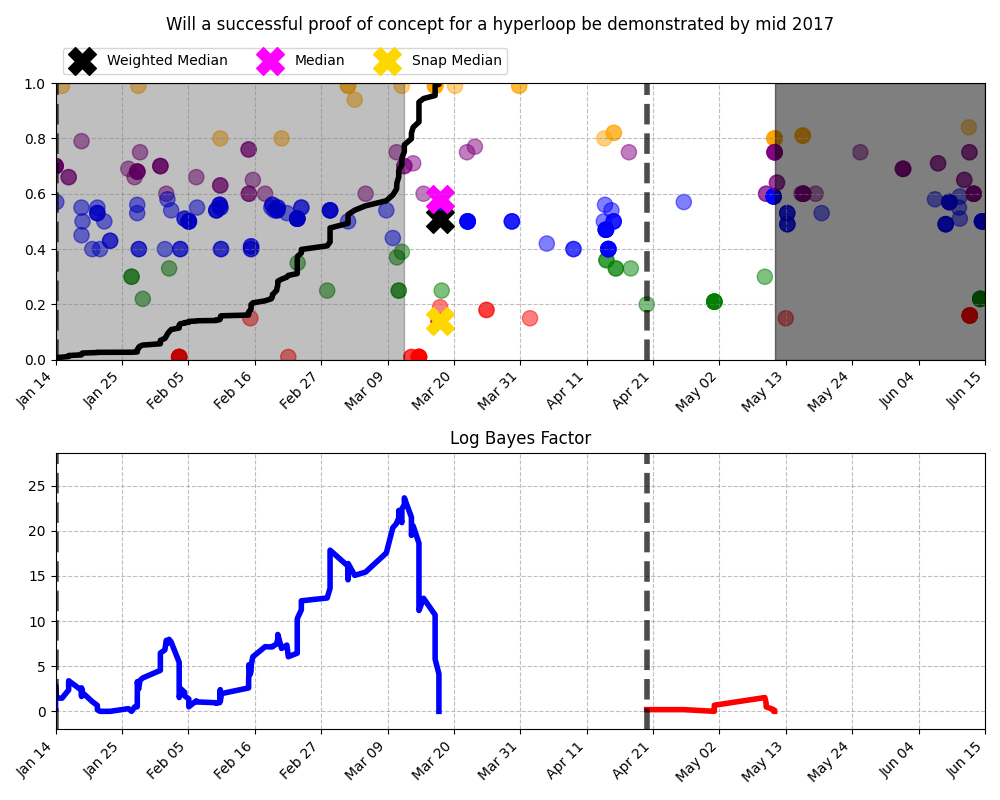 Will a successful proof of concept for a hyperloop be demonstrated by mid 2017
Weighted Median Median Snap Median
1.0
0.8
0.6
0.4
0.2
0.0
Jan 14 Jan 25 Feb 05 Feb 16 Feb 27 Mar 09 Mar 20 Mar 31 Apr 11 Apr 21 May 02 May 13 May 24 Jun 04 Jun 15
Log Bayes Factor
25
20
15
10
5
0
Jan 14 Jan 25 Feb 05 Feb 16 Feb 27 Mar 09 Mar 20 Mar 31 Apr 11 Apr 21 May 02 May 13 May 24 Jun 04 Jun 15